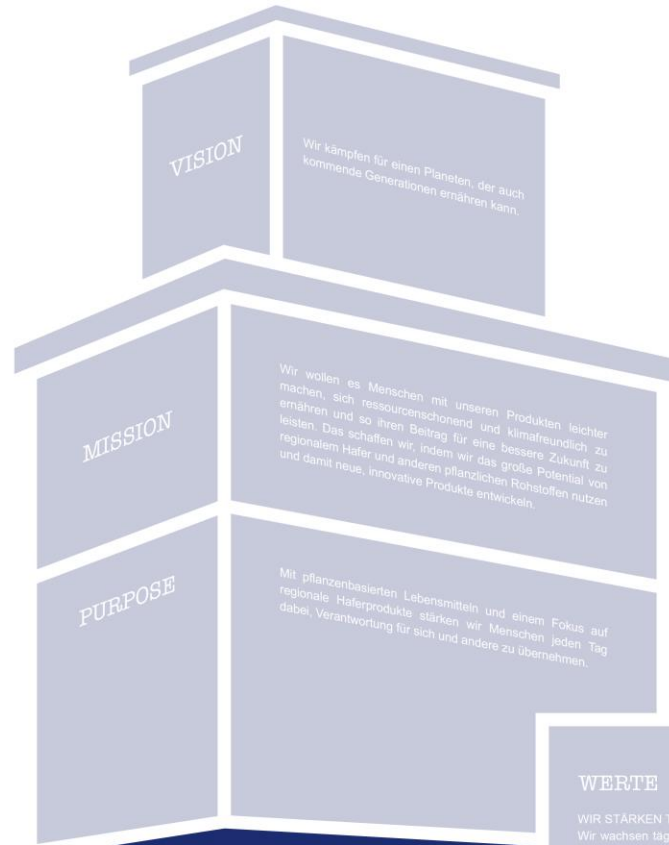 VISION
Wir kämpfen für einen Planeten, der auch
kommende Generationen ernähren kann.
MISSION
Wir wollen es Menschen mit unseren Produkten leichter
machen, sich ressourcenschonend und klimafreundlich zu
ernähren und so ihren Beitrag für eine bessere Zukunft zu
leisten. Das schaffen wir, indem wir das große Potential von
regionalem Hafer und anderen pflanzlichen Rohstoffen nutzen
und damit neue, innovative Produkte entwickeln.
PURPOSE
Mit pflanzenbasierten Lebensmitteln und einem Fokus auf
regionale Haferprodukte stärken wir Menschen jeden Tag
dabei, Verantwortung für sich und andere zu übernehmen.
WERTE
WIR STÄRKEN
Wir wachsen